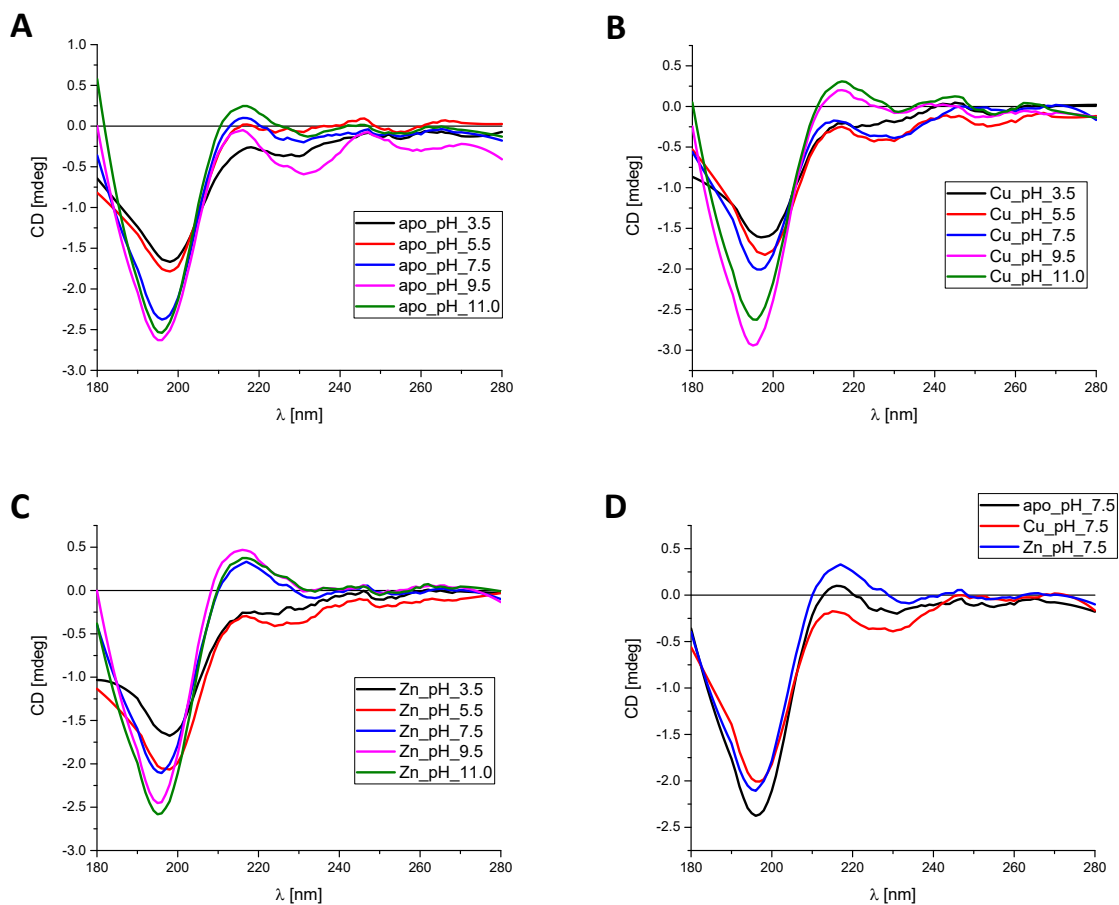 A
1.0
0.5
0.0
-0.5
-1.0
-1.5
-2.0
-2.5
-3.0
CD [mdeg]
apo_pH_3.5
apo_pH_5.5
apo_pH_7.5
apo_pH_9.5
apo_pH_11.0
180
200
220
240
260
280
λ [nm]
B
0.5
0.0
-0.5
-1.0
-1.5
-2.0
-2.5
-3.0
CD [mdeg]
Cu_pH_3.5
Cu_pH_5.5
Cu_pH_7.5
Cu_pH_9.5
Cu_pH_11.0
180
200
220
240
260
280
λ [nm]
C
0.5
0.0
-0.5
-1.0
-1.5
-2.0
-2.5
-3.0
CD [mdeg]
Zn_pH_3.5
Zn_pH_5.5
Zn_pH_7.5
Zn_pH_9.5
Zn_pH_11.0
180
200
220
240
260
280
λ [nm]
D
apo_pH_7.5
Cu_pH_7.5
Zn_pH_7.5
0.5
0.0
-0.5
-1.0
-1.5
-2.0
-2.5
CD [mdeg]
180
200
220
240
260
280
λ [nm]